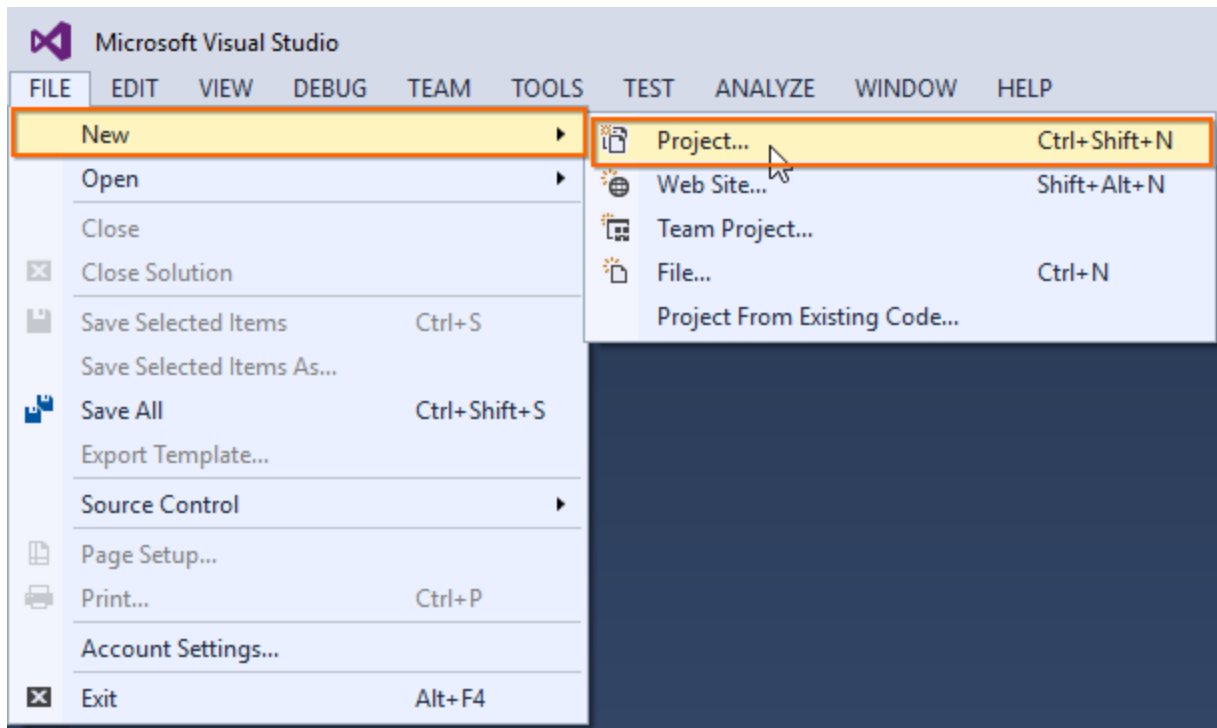 Microsoft Visual Studio
FILE EDIT VIEW DEBUG TEAM TOOLS TEST ANALYZE WINDOW HELP
New
Open
Close
Close Solution
Save Selected Items Ctrl+S
Save Selected Items As...
Save All Ctrl+Shift+S
Export Template...
Source Control
Page Setup...
Print... Ctrl+P
Account Settings...
Exit Alt+F4
Project... Ctrl+Shift+N
Web Site... Shift+Alt+N
Team Project...
File... Ctrl+N
Project From Existing Code...